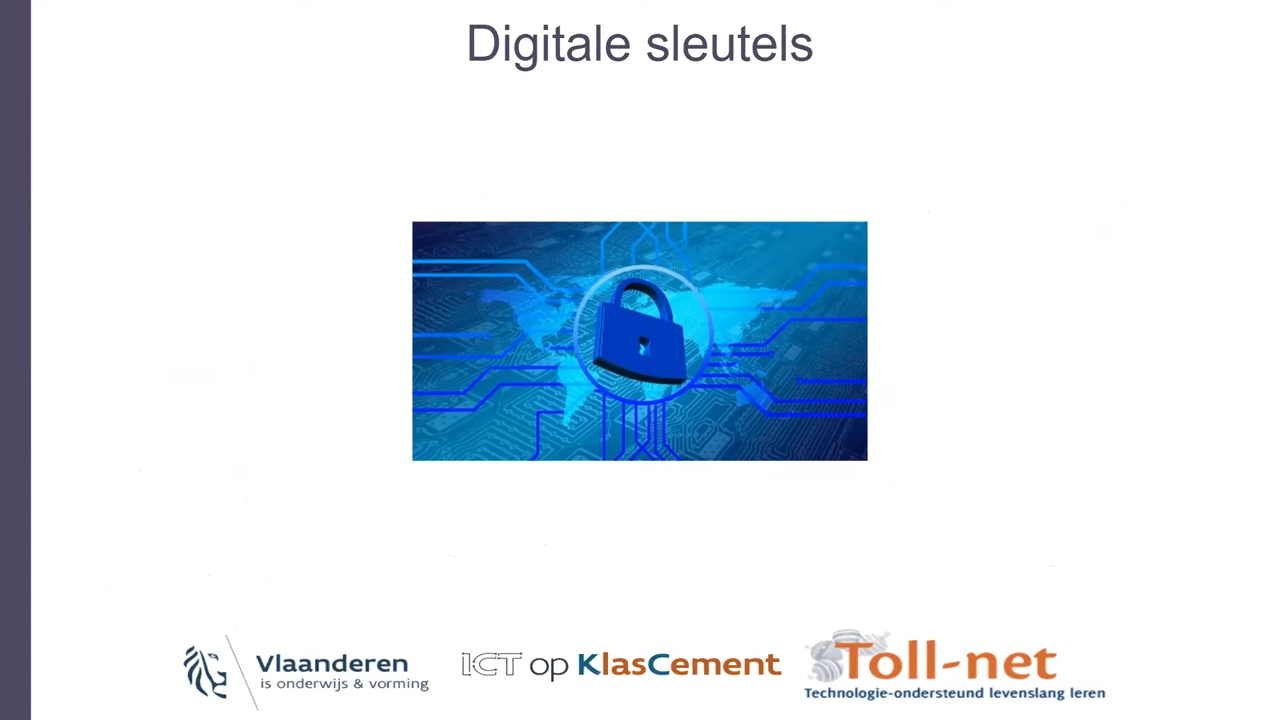 Digitale sleutels
Vlaanderen
is onderwijs & vorming
ICT op KlasCement
Toll-net
Technologie-ondersteund levenslang leren